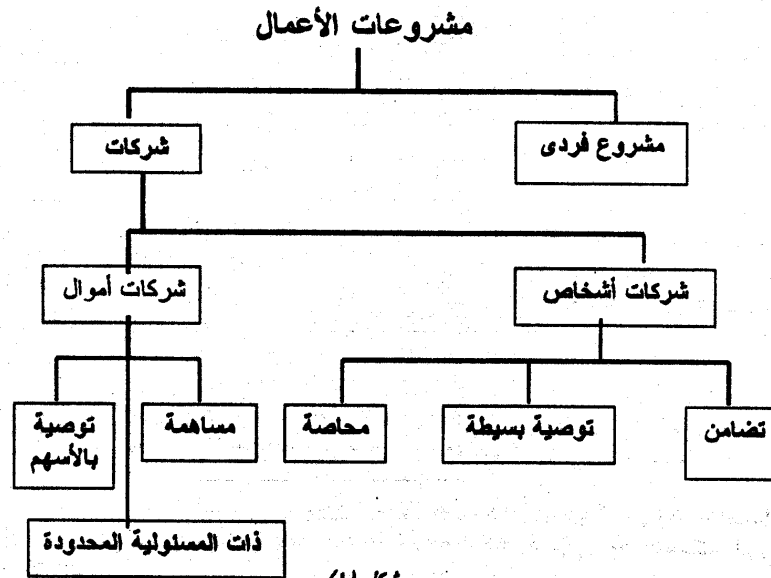 مشروعات الأعمال
مشروع فردى
شركات
شركات أشخاص
شركات أموال
تضامن
توصية بسيطة
محاصة
مساهمة
توصية
بالأسهم
ذات المسئولية المحدودة